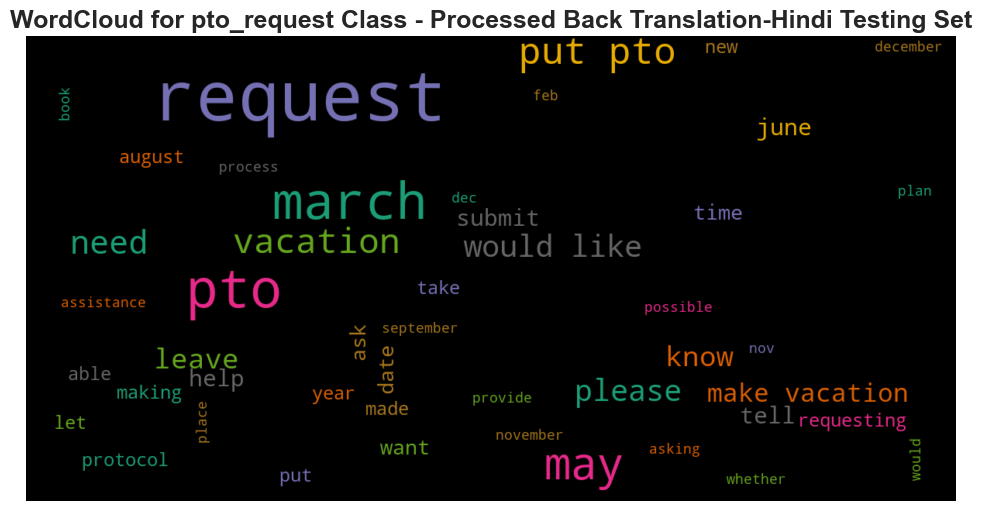 WordCloud for pto_request Class - Processed Back Translation-Hindi Testing Set
put pto
new
december
request
book
feb
june
august
process
march
dec
plan
submit
time
need
vacation
would like
pto
take
assistance
possible
september
ask
date
leave
know
nov
able
help
making
year
please
make vacation
provide
made
place
tell
requesting
let
want
november
asking
would
protocol
put
may
whether